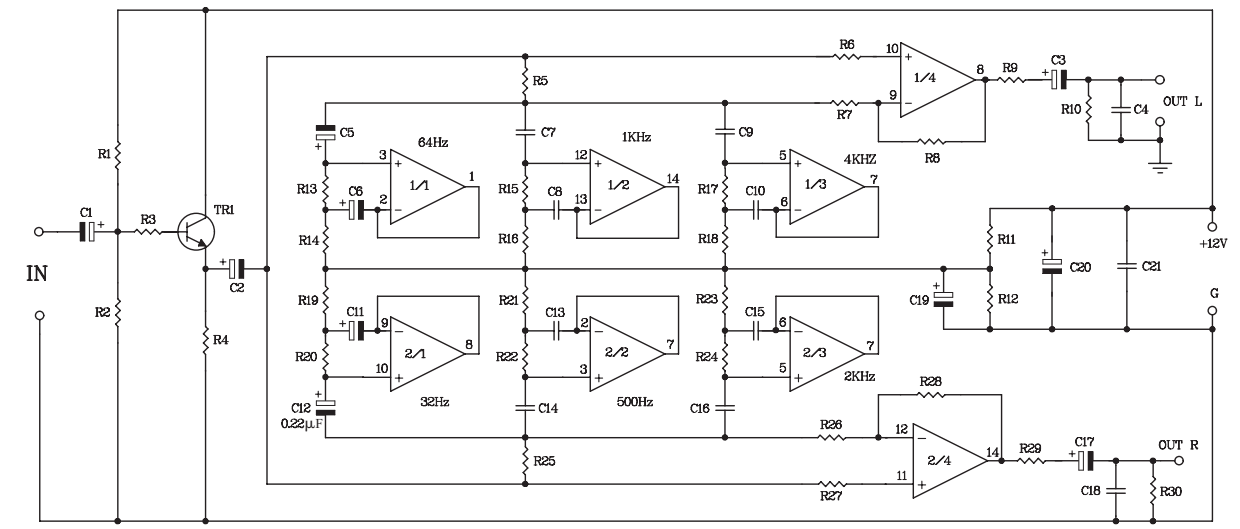 R6
10
+
1/4
8
R9
+
C3
R5
9
−
R7
R10
C4
OUT L
R8
C5
+
C7
C9
64Hz
1KHz
4KHZ
R1
3
+
1/1
1
12
+
1/2
14
5
+
1/3
7
R13
+
C6
2
−
R15
C8
13
−
R17
C10
6
−
C1
+
R3
TR1
R14
R16
R18
R11
+12V
IN
+
C2
+
C20
C21
R2
R4
R19
R21
R23
+
C19
R12
G
+
C11
9
−
2/1
8
C13
2
−
2/2
7
C15
6
−
2/3
7
R20
10
+
R22
3
+
R24
5
+
+
C12
0.22µF
32Hz
C14
500Hz
C16
2KHz
R28
R26
12
−
2/4
14
R29
+
C17
OUT R
R25
R27
11
+
C18
R30